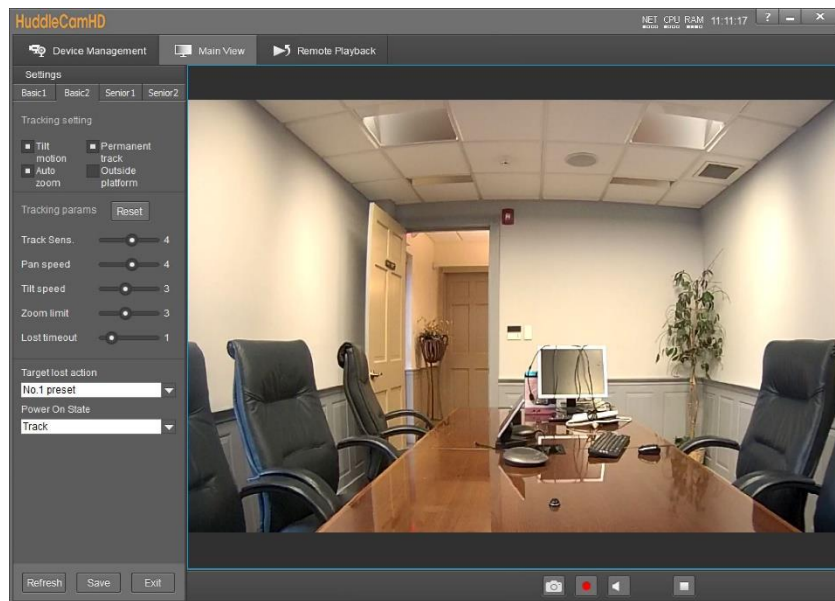 HuddleCamHD
NET CPU RAM 11:11:17 ? – ×
Device Management Main View Remote Playback
Settings
Basic1 Basic2 Senior1 Senior2
Tracking setting
Tilt motion
Permanent track
Auto zoom
Outside platform
Tracking params Reset
Track Sens. 4
Pan speed 4
Tilt speed 3
Zoom limit 3
Lost timeout 1
Target lost action
No.1 preset
Power On State
Track
Refresh Save Exit